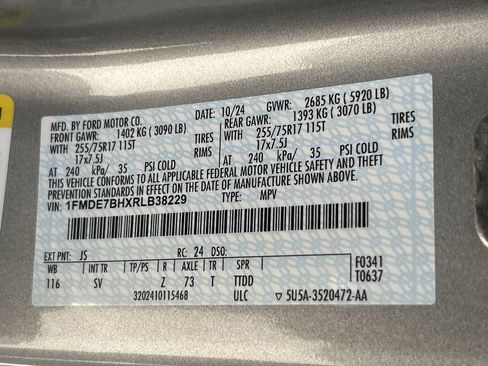 MFD. BY FORD MOTOR CO.
DATE: 10/24 GVWR: 2685 KG ( 5920 LB)
FRONT GAWR: 1402 KG ( 3090 LB) REAR GAWR: 1393 KG ( 3070 LB)
WITH 255/75R17 115T TIRES WITH 255/75R17 115T TIRES
17x7.5J RIMS 17x7.5J RIMS
AT 240 kPa/ 35 PSI COLD AT 240 kPa/ 35 PSI COLD
THIS VEHICLE CONFORMS TO ALL APPLICABLE FEDERAL MOTOR VEHICLE SAFETY AND THEFT
PREVENTION STANDARDS IN EFFECT ON THE DATE OF MANUFACTURE SHOWN ABOVE.
VIN: 1FMDE7BHXRLB38229 TYPE: MPV
F0341
T0637
EXT PNT: JS RC: 24 DSO:
WB INT TR TP/PS R AXLE TR SPR
116 SV Z 73 T TTDD
3202410115468 ULC ▽ 5U5A-3520472-AA